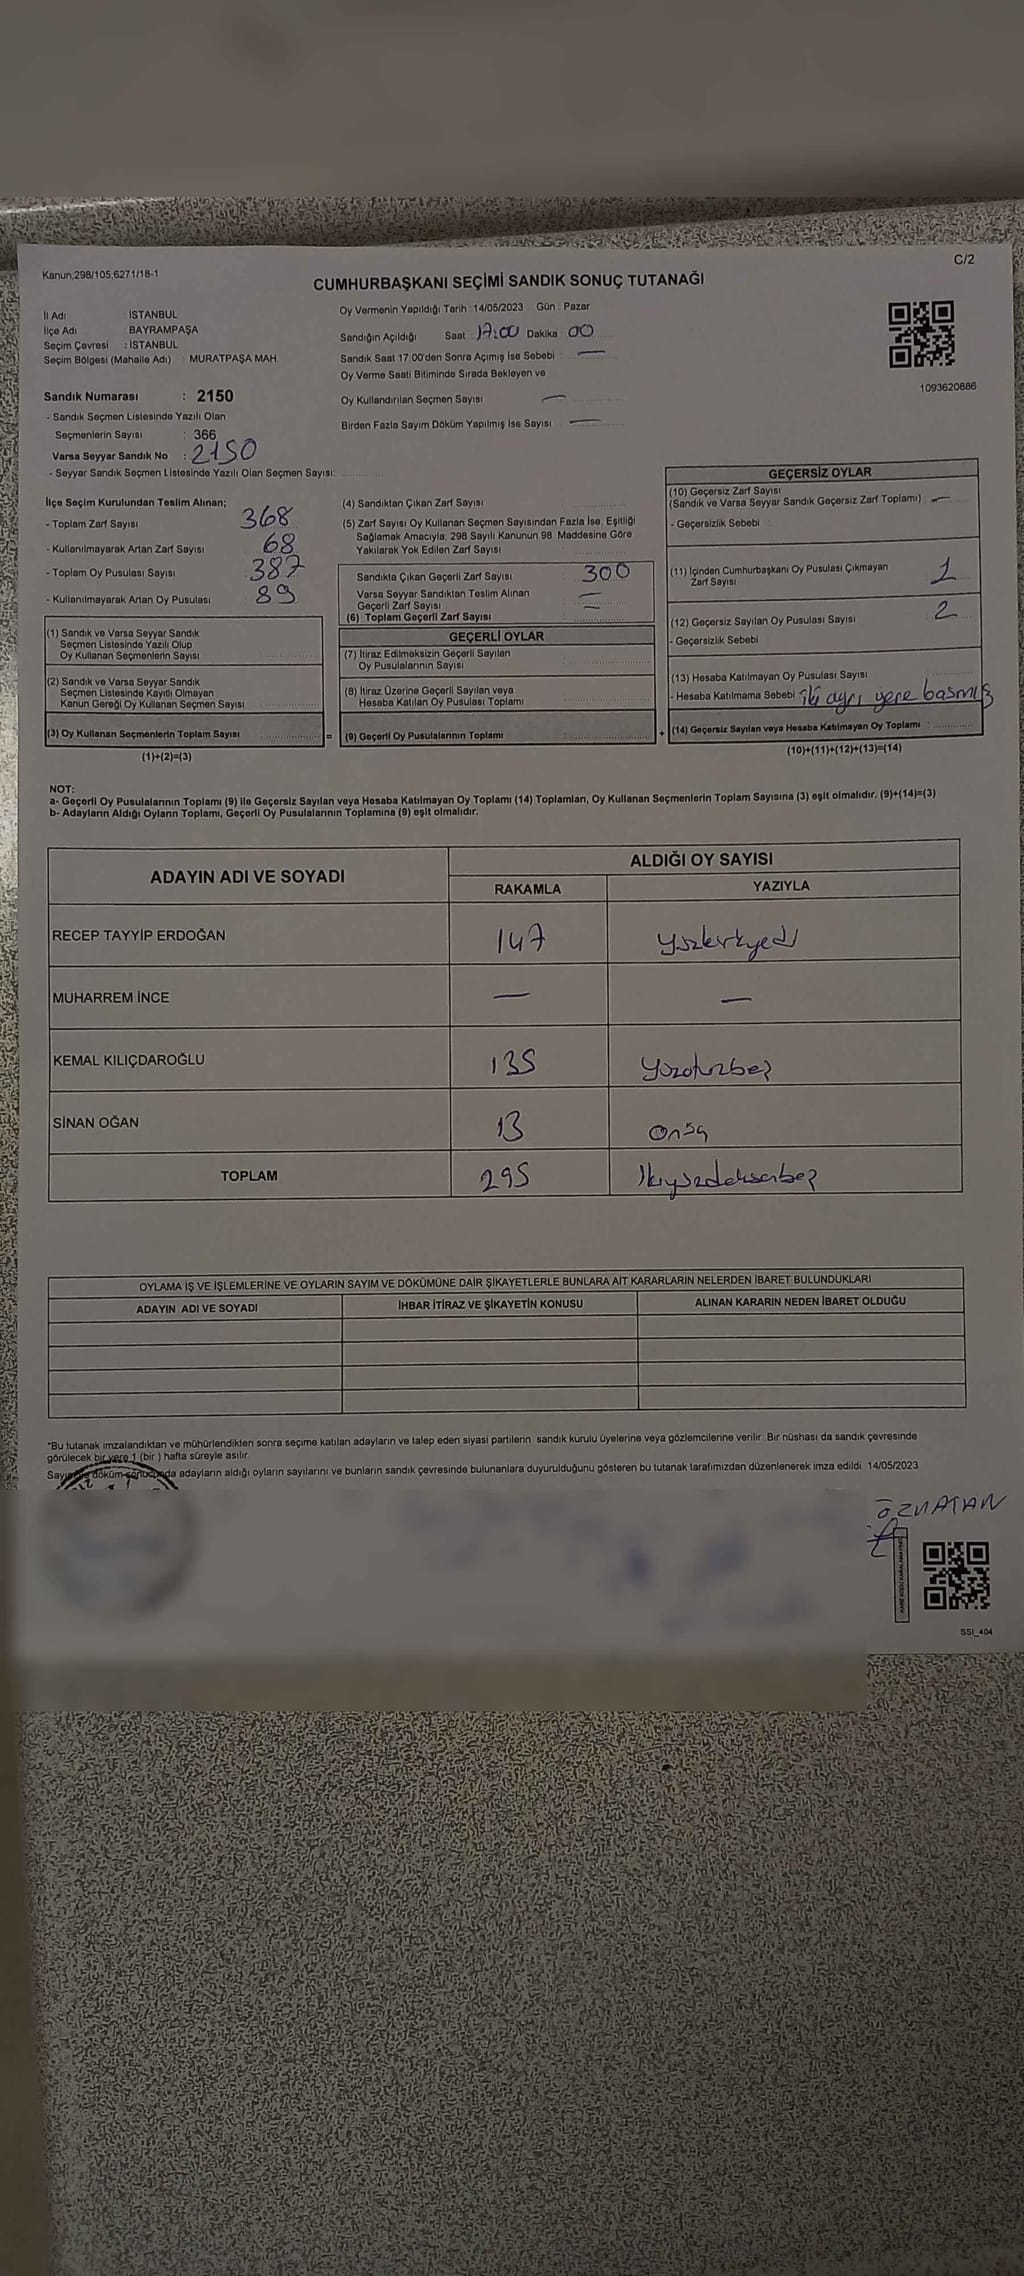 C/2
Kanun,298/105,6271/18-1
CUMHURBAŞKANI SEÇİMİ SANDIK SONUÇ TUTANAĞI
İl Adı : İSTANBUL
İlçe Adı : BAYRAMPAŞA
Seçim Çevresi : İSTANBUL
Seçim Bölgesi (Mahalle Adı) : MURATPAŞA MAH.
Sandık Numarası : 2150
- Sandık Seçmen Listesinde Yazılı Olan
Seçmenlerin Sayısı : 366
Varsa Seyyar Sandık No : 2150
- Seyyar Sandık Seçmen Listesinde Yazılı Olan Seçmen Sayısı:
Oy Vermenin Yapıldığı Tarih : 14/05/2023 Gün : Pazar
Sandığın Açıldığı Saat : 17:00 Dakika 00
Sandık Saat 17:00'den Sonra Açımış İse Sebebi : —
Oy Verme Saati Bitiminde Sırada Bekleyen ve
Oy Kullandırılan Seçmen Sayısı —
Birden Fazla Sayım Döküm Yapılmış İse Sayısı —
1093620886
İlçe Seçim Kurulundan Teslim Alınan;
- Toplam Zarf Sayısı 368
- Kullanılmayarak Artan Zarf Sayısı 68
- Toplam Oy Pusulası Sayısı 387
- Kullanılmayarak Artan Oy Pusulası 89
(1) Sandık ve Varsa Seyyar Sandık
Seçmen Listesinde Yazılı Olup
Oy Kullanan Seçmenlerin Sayısı
(2) Sandık ve Varsa Seyyar Sandık
Seçmen Listesinde Kayıtlı Olmayan
Kanun Gereği Oy Kullanan Seçmen Sayısı
(3) Oy Kullanan Seçmenlerin Toplam Sayısı
(1)+(2)=(3)
=
(4) Sandıktan Çıkan Zarf Sayısı
(5) Zarf Sayısı Oy Kullanan Seçmen Sayısından Fazla İse, Eşitliği
Sağlamak Amacıyla, 298 Sayılı Kanunun 98. Maddesine Göre
Yakılarak Yok Edilen Zarf Sayısı
Sandıkta Çıkan Geçerli Zarf Sayısı 300
Varsa Seyyar Sandıktan Teslim Alınan
Geçerli Zarf Sayısı —
(6) Toplam Geçerli Zarf Sayısı —
GEÇERLİ OYLAR
(7) İtiraz Edilmeksizin Geçerli Sayılan
Oy Pusulalarının Sayısı
(8) İtiraz Üzerine Geçerli Sayılan veya
Hesaba Katılan Oy Pusulası Toplamı
(9) Geçerli Oy Pusulalarının Toplamı
+
GEÇERSİZ OYLAR
(10) Geçersiz Zarf Sayısı
(Sandık ve Varsa Seyyar Sandık Geçersiz Zarf Toplamı) —
- Geçersizlik Sebebi :
(11) İçinden Cumhurbaşkanı Oy Pusulası Çıkmayan
Zarf Sayısı 1
(12) Geçersiz Sayılan Oy Pusulası Sayısı 2
- Geçersizlik Sebebi
(13) Hesaba Katılmayan Oy Pusulası Sayısı
- Hesaba Katılmama Sebebi iki ayrı yere basmış
(14) Geçersiz Sayılan veya Hesaba Katılmayan Oy Toplamı :
(10)+(11)+(12)+(13)=(14)
NOT:
a- Geçerli Oy Pusulalarının Toplamı (9) ile Geçersiz Sayılan veya Hesaba Katılmayan Oy Toplamı (14) Toplamları, Oy Kullanan Seçmenlerin Toplam Sayısına (3) eşit olmalıdır. (9)+(14)=(3)
b- Adayların Aldığı Oyların Toplamı, Geçerli Oy Pusulalarının Toplamına (9) eşit olmalıdır.
ADAYIN ADI VE SOYADI
ALDIĞI OY SAYISI
RAKAMLA YAZIYLA
RECEP TAYYİP ERDOĞAN 147 yüzkırkyedi
MUHARREM İNCE — —
KEMAL KILIÇDAROĞLU 135 yüzotuzbeş
SİNAN OĞAN 13 onüç
TOPLAM 295 ikiyüzdoksanbeş
OYLAMA İŞ VE İŞLEMLERİNE VE OYLARIN SAYIM VE DÖKÜMÜNE DAİR ŞİKAYETLERLE BUNLARA AİT KARARLARIN NELERDEN İBARET BULUNDUKLARI
ADAYIN ADI VE SOYADI İHBAR İTİRAZ VE ŞİKAYETİN KONUSU ALINAN KARARIN NEDEN İBARET OLDUĞU
*Bu tutanak imzalandıktan ve mühürlendikten sonra seçime katılan adayların ve talep eden siyasi partilerin sandık kurulu üyelerine veya gözlemcilerine verilir. Bir nüshası da sandık çevresinde
görülecek bir yere 1 (bir) hafta süreyle asılır.
Sayım ve döküm sonucunda adayların aldığı oyların sayılarını ve bunların sandık çevresinde bulunanlara duyurulduğunu gösteren bu tutanak tarafımızdan düzenlenerek imza edildi. 14/05/2023
SSI_404